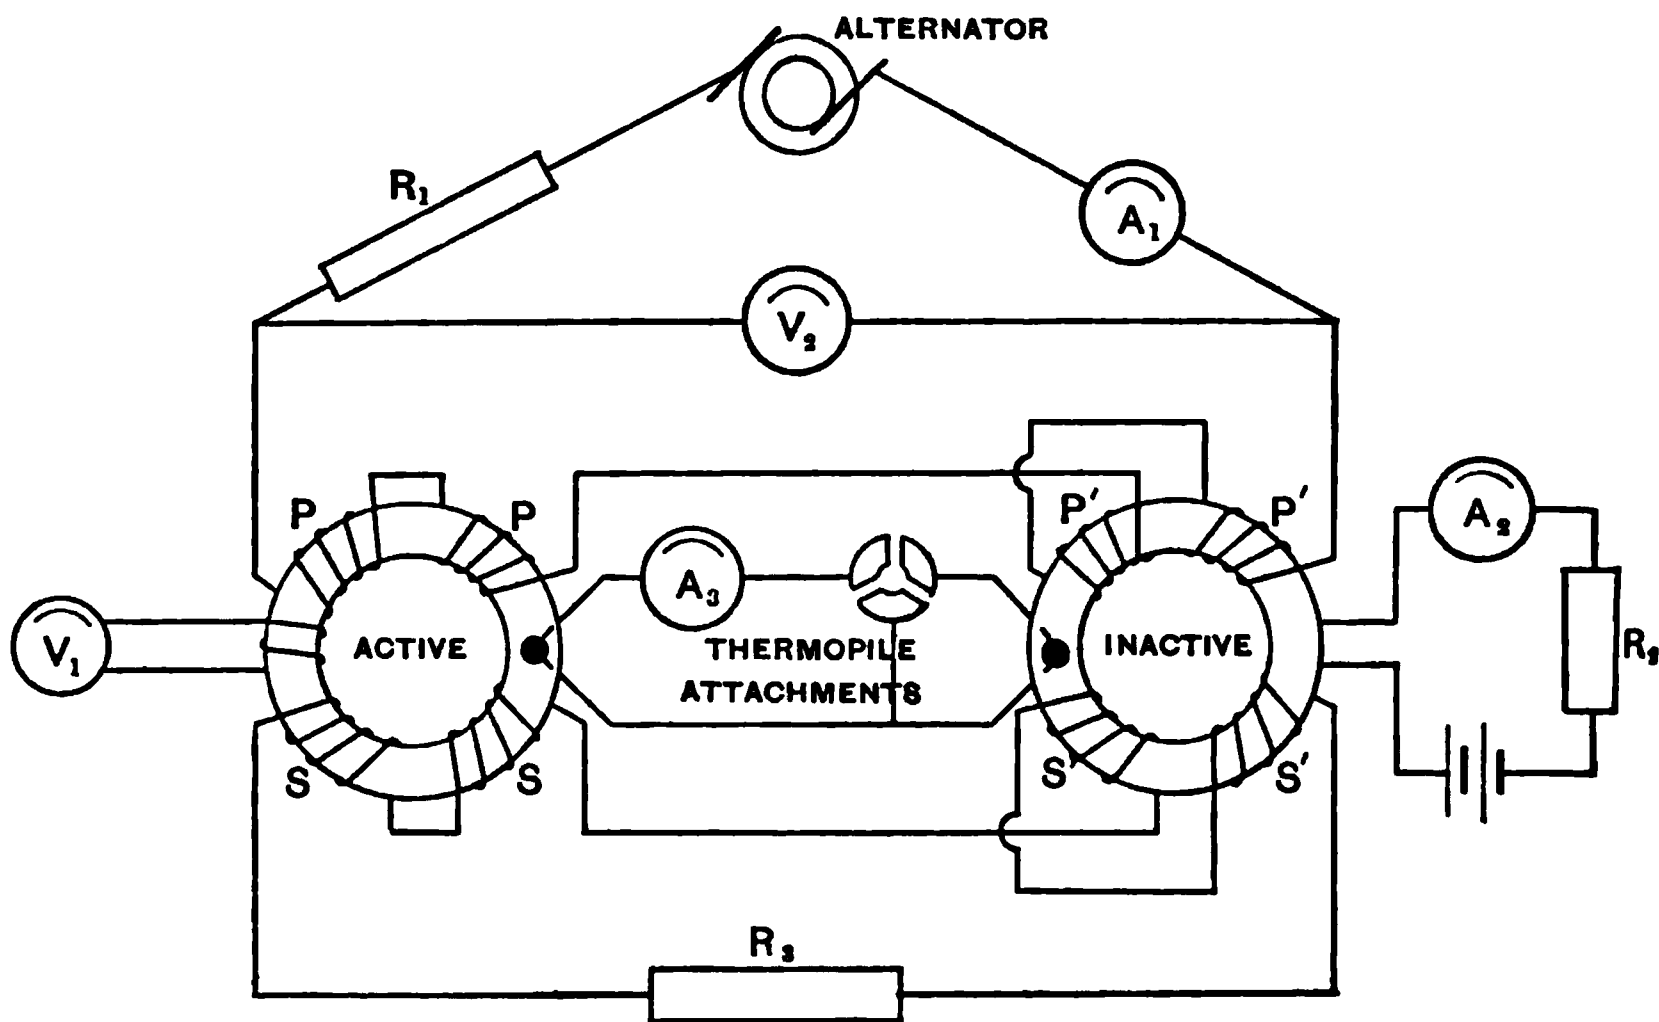 ALTERNATOR
R₁
A₁
V₂
P
P
P′
P′
A₂
A₃
V₁
ACTIVE
THERMOPILE
ATTACHMENTS
INACTIVE
R₂
S
S
S′
S′
R₃